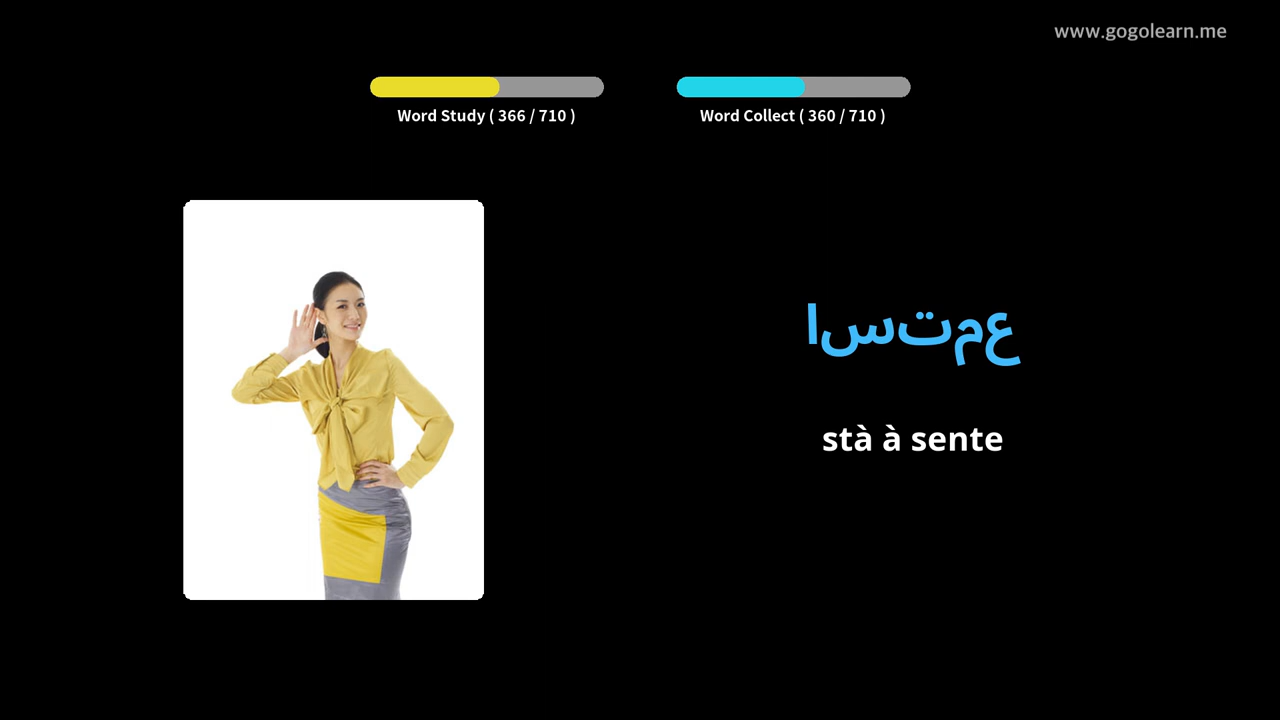 www.gogolearn.me
Word Study ( 366 / 710 )
Word Collect ( 360 / 710 )
استمع
stà à sente